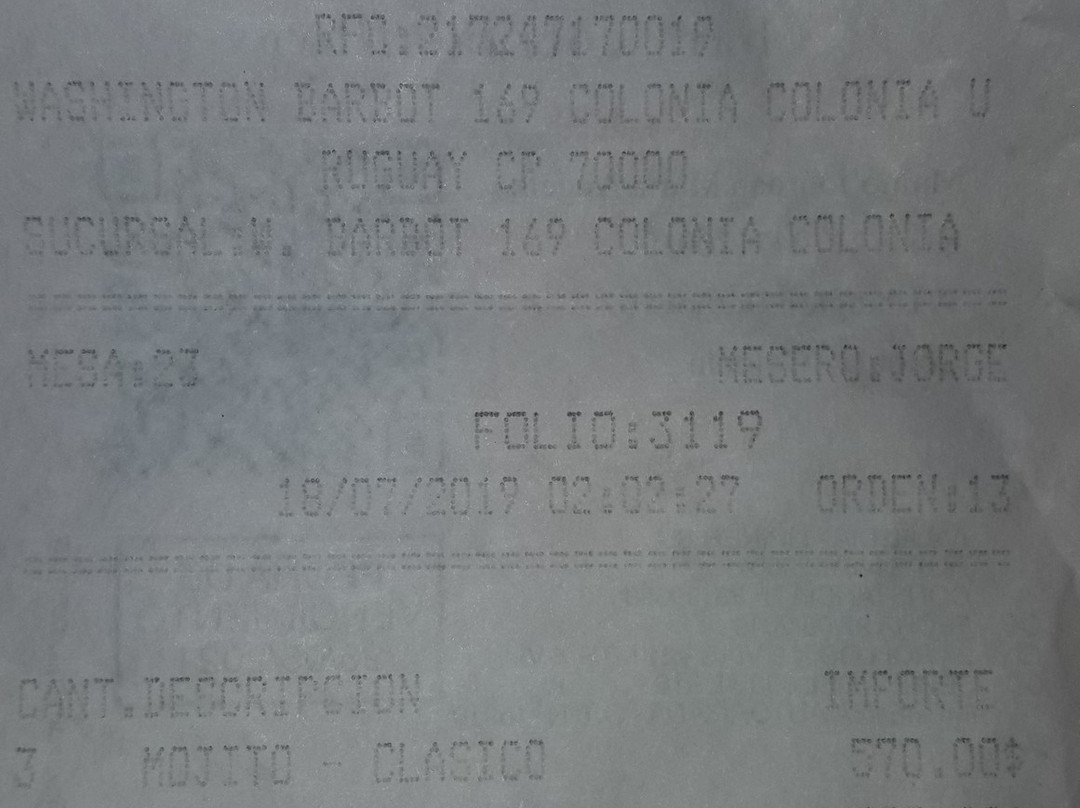 RFC:217247170019
WASHINGTON BARBOT 169 COLONIA COLONIA U
RUGUAY CP 70000
SUCURSAL:W. BARBOT 169 COLONIA COLONIA
MESA:23 MESERO:JORGE
FOLIO:3119
18/07/2019 02:02:27 ORDEN:13
CANT.DESCRIPCION IMPORTE
3 MOJITO - CLASICO 570.00$